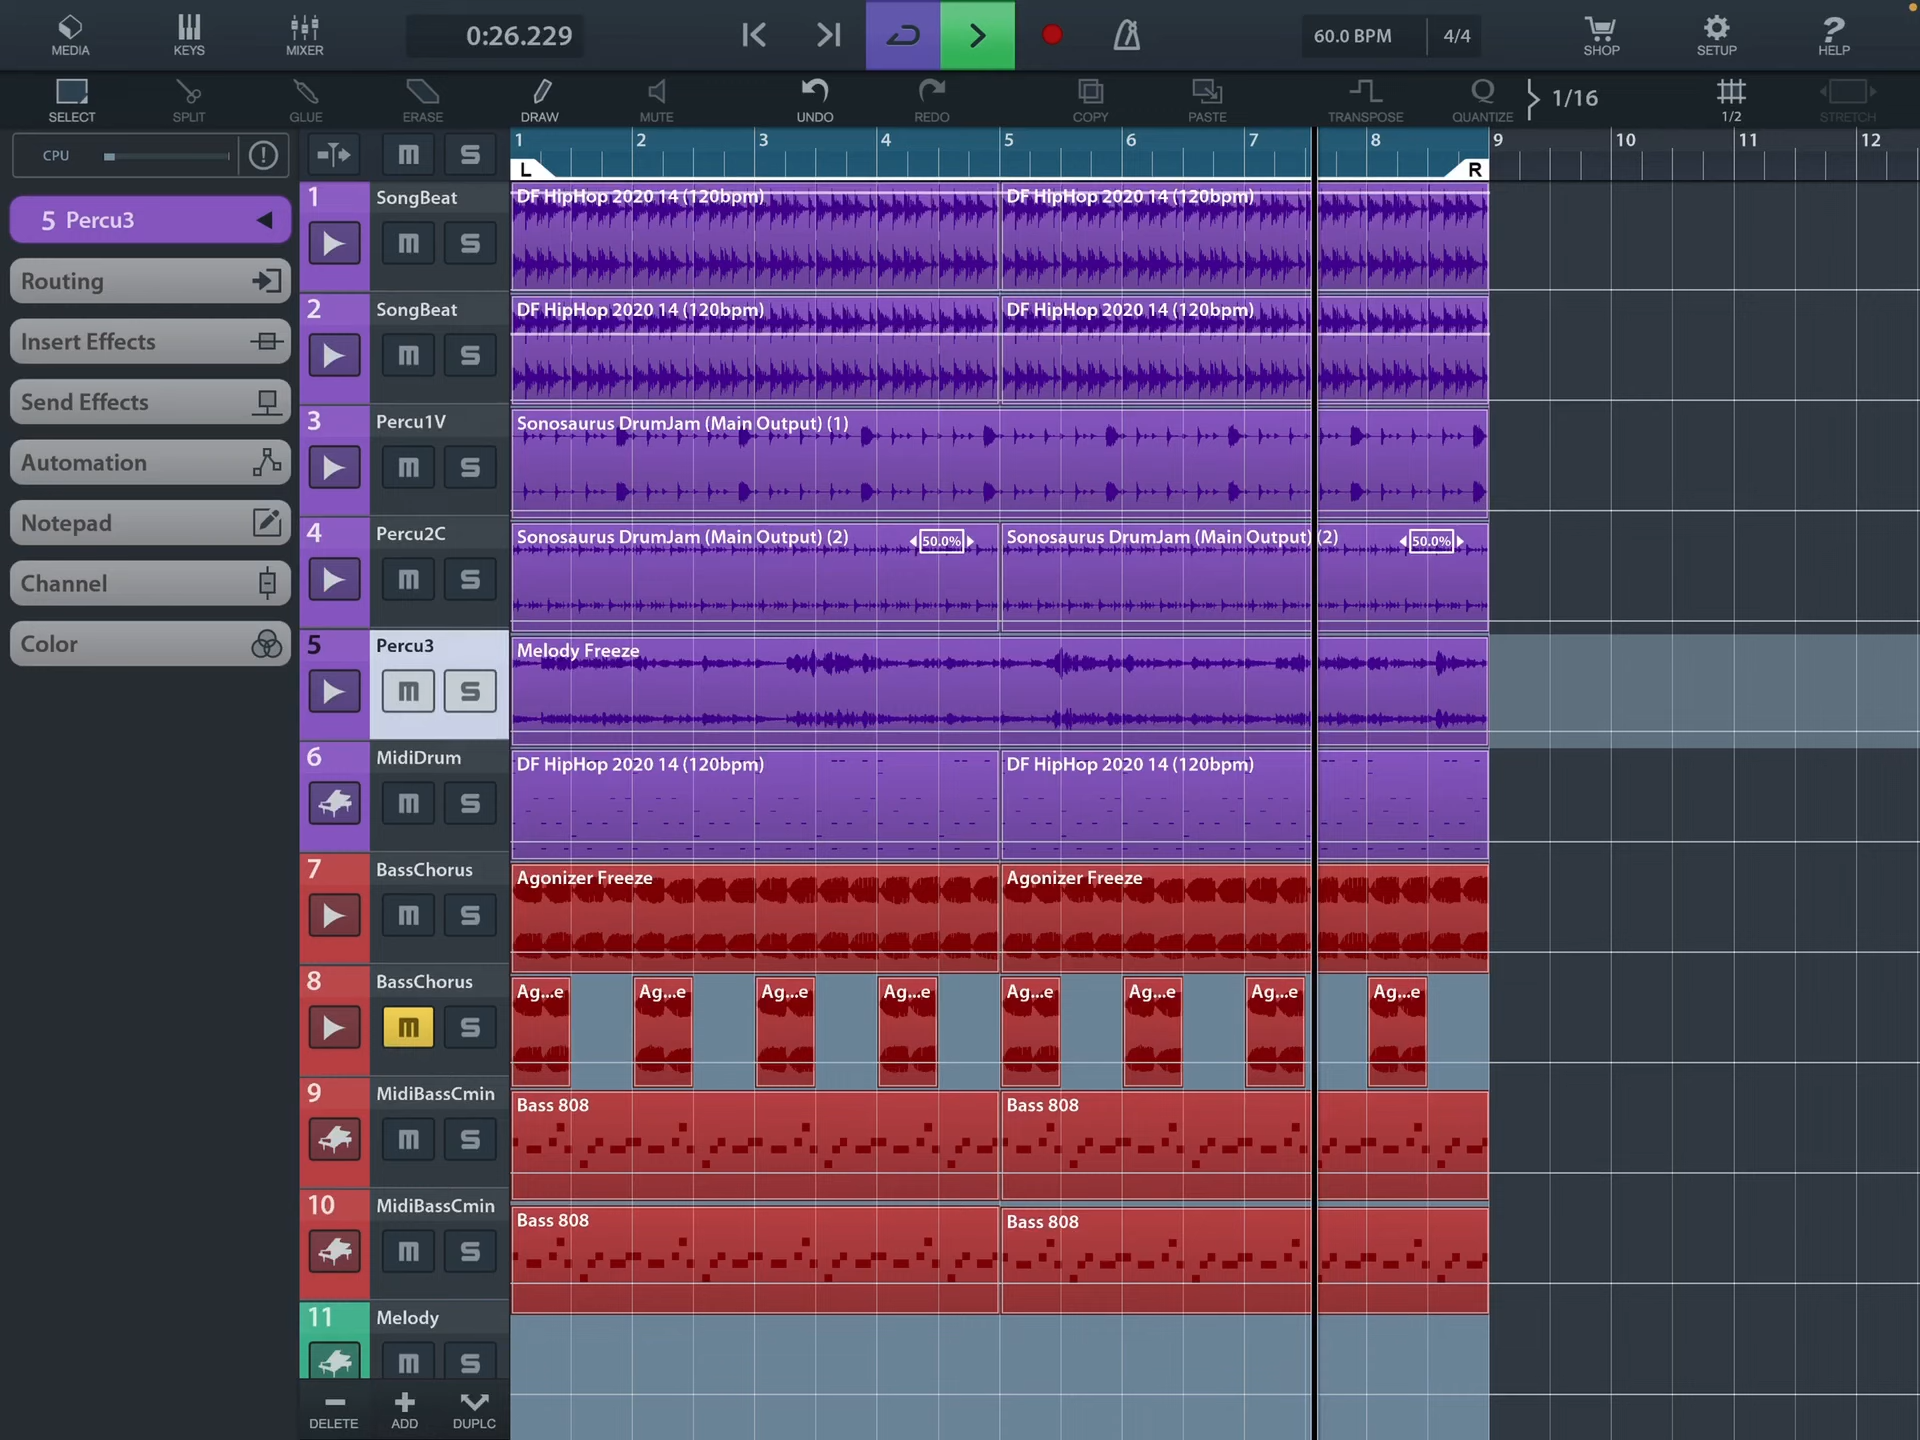 MEDIA
KEYS
MIXER
0:26.229
60.0 BPM
4/4
SHOP
SETUP
?
HELP
SELECT
SPLIT
GLUE
ERASE
DRAW
MUTE
UNDO
REDO
COPY
PASTE
TRANSPOSE
Q
QUANTIZE
1/16
1/2
STRETCH
CPU
!
m S
1 2 3 4 5 6 7 8 9 10 11 12
L R
5 Percu3
Routing
Insert Effects
Send Effects
Automation
Notepad
Channel
Color
1 SongBeat
m S
DF HipHop 2020 14 (120bpm) DF HipHop 2020 14 (120bpm)
2 SongBeat
m S
DF HipHop 2020 14 (120bpm) DF HipHop 2020 14 (120bpm)
3 Percu1V
m S
Sonosaurus DrumJam (Main Output) (1)
4 Percu2C
m S
Sonosaurus DrumJam (Main Output) (2) 50.0% Sonosaurus DrumJam (Main Output) (2) 50.0%
5 Percu3
m S
Melody Freeze
6 MidiDrum
m S
DF HipHop 2020 14 (120bpm) DF HipHop 2020 14 (120bpm)
7 BassChorus
m S
Agonizer Freeze Agonizer Freeze
8 BassChorus
m S
Ag...e Ag...e Ag...e Ag...e Ag...e Ag...e Ag...e Ag...e
9 MidiBassCmin
m S
Bass 808 Bass 808
10 MidiBassCmin
m S
Bass 808 Bass 808
11 Melody
m S
DELETE
ADD
DUPLC